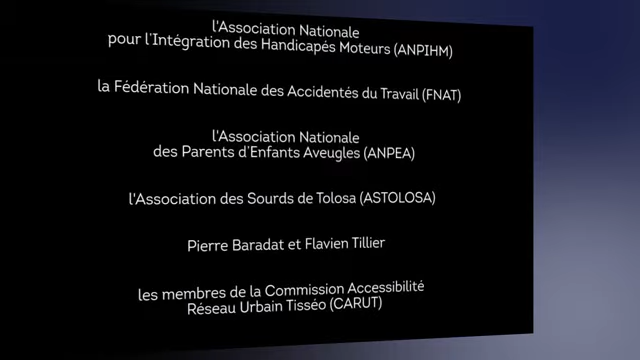 l'Association Nationale
pour l'Intégration des Handicapés Moteurs (ANPIHM)
la Fédération Nationale des Accidentés du Travail (FNAT)
l'Association Nationale
des Parents d'Enfants Aveugles (ANPEA)
l'Association des Sourds de Tolosa (ASTOLOSA)
Pierre Baradat et Flavien Tillier
les membres de la Commission Accessibilité
Réseau Urbain Tisséo (CARUT)